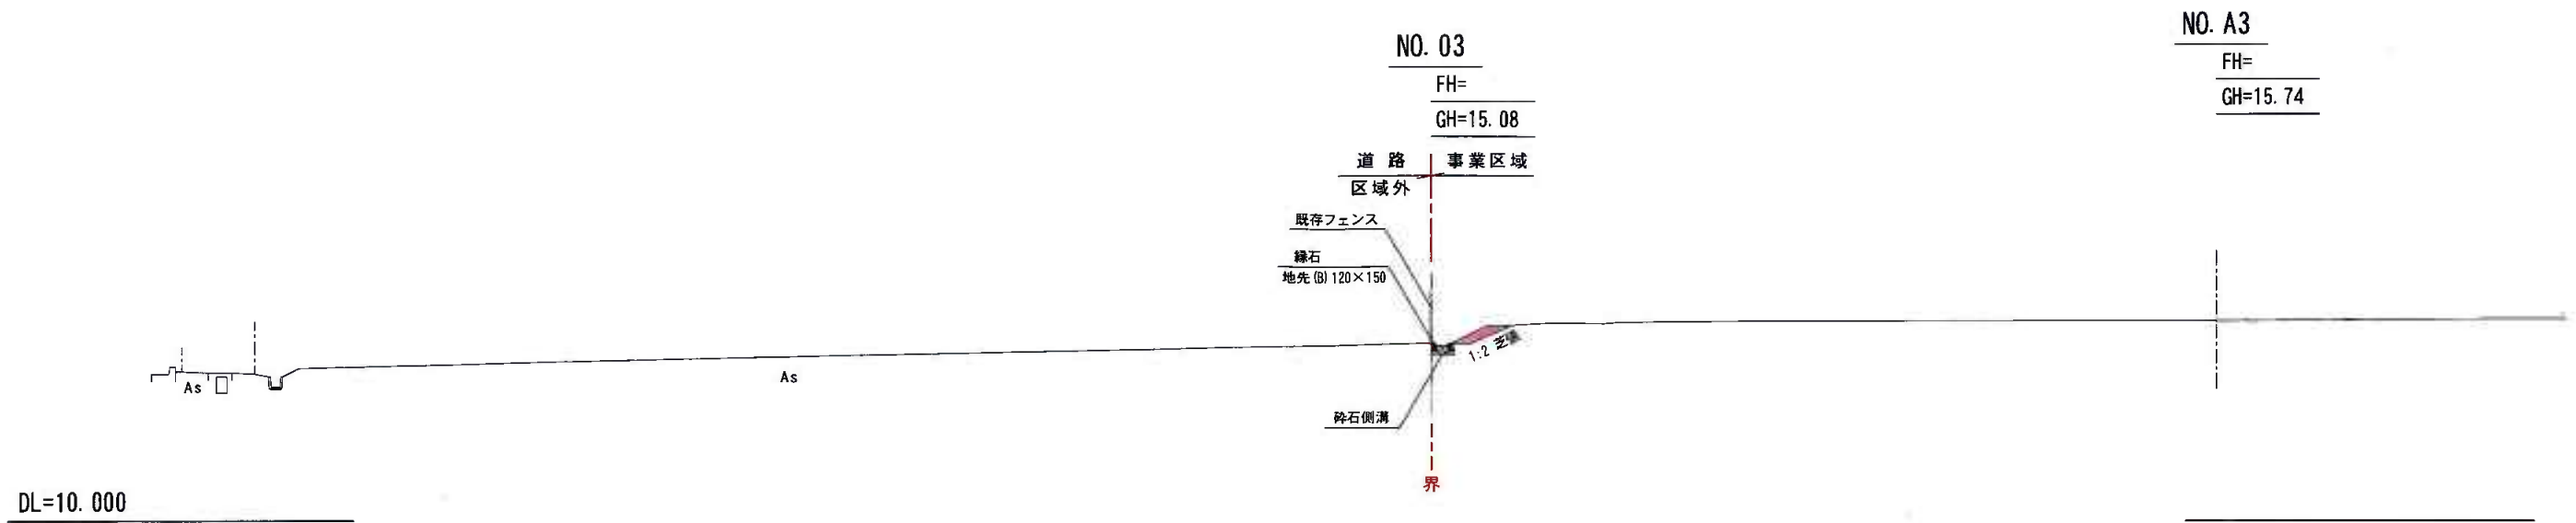 NO. 03
FH=
GH=15. 08
NO. A3
FH=
GH=15. 74
道路 事業区域
区域外
既存フェンス
縁石
地先(B)120×150
1:2 芝
As
As
砕石側溝
界
DL=10. 000